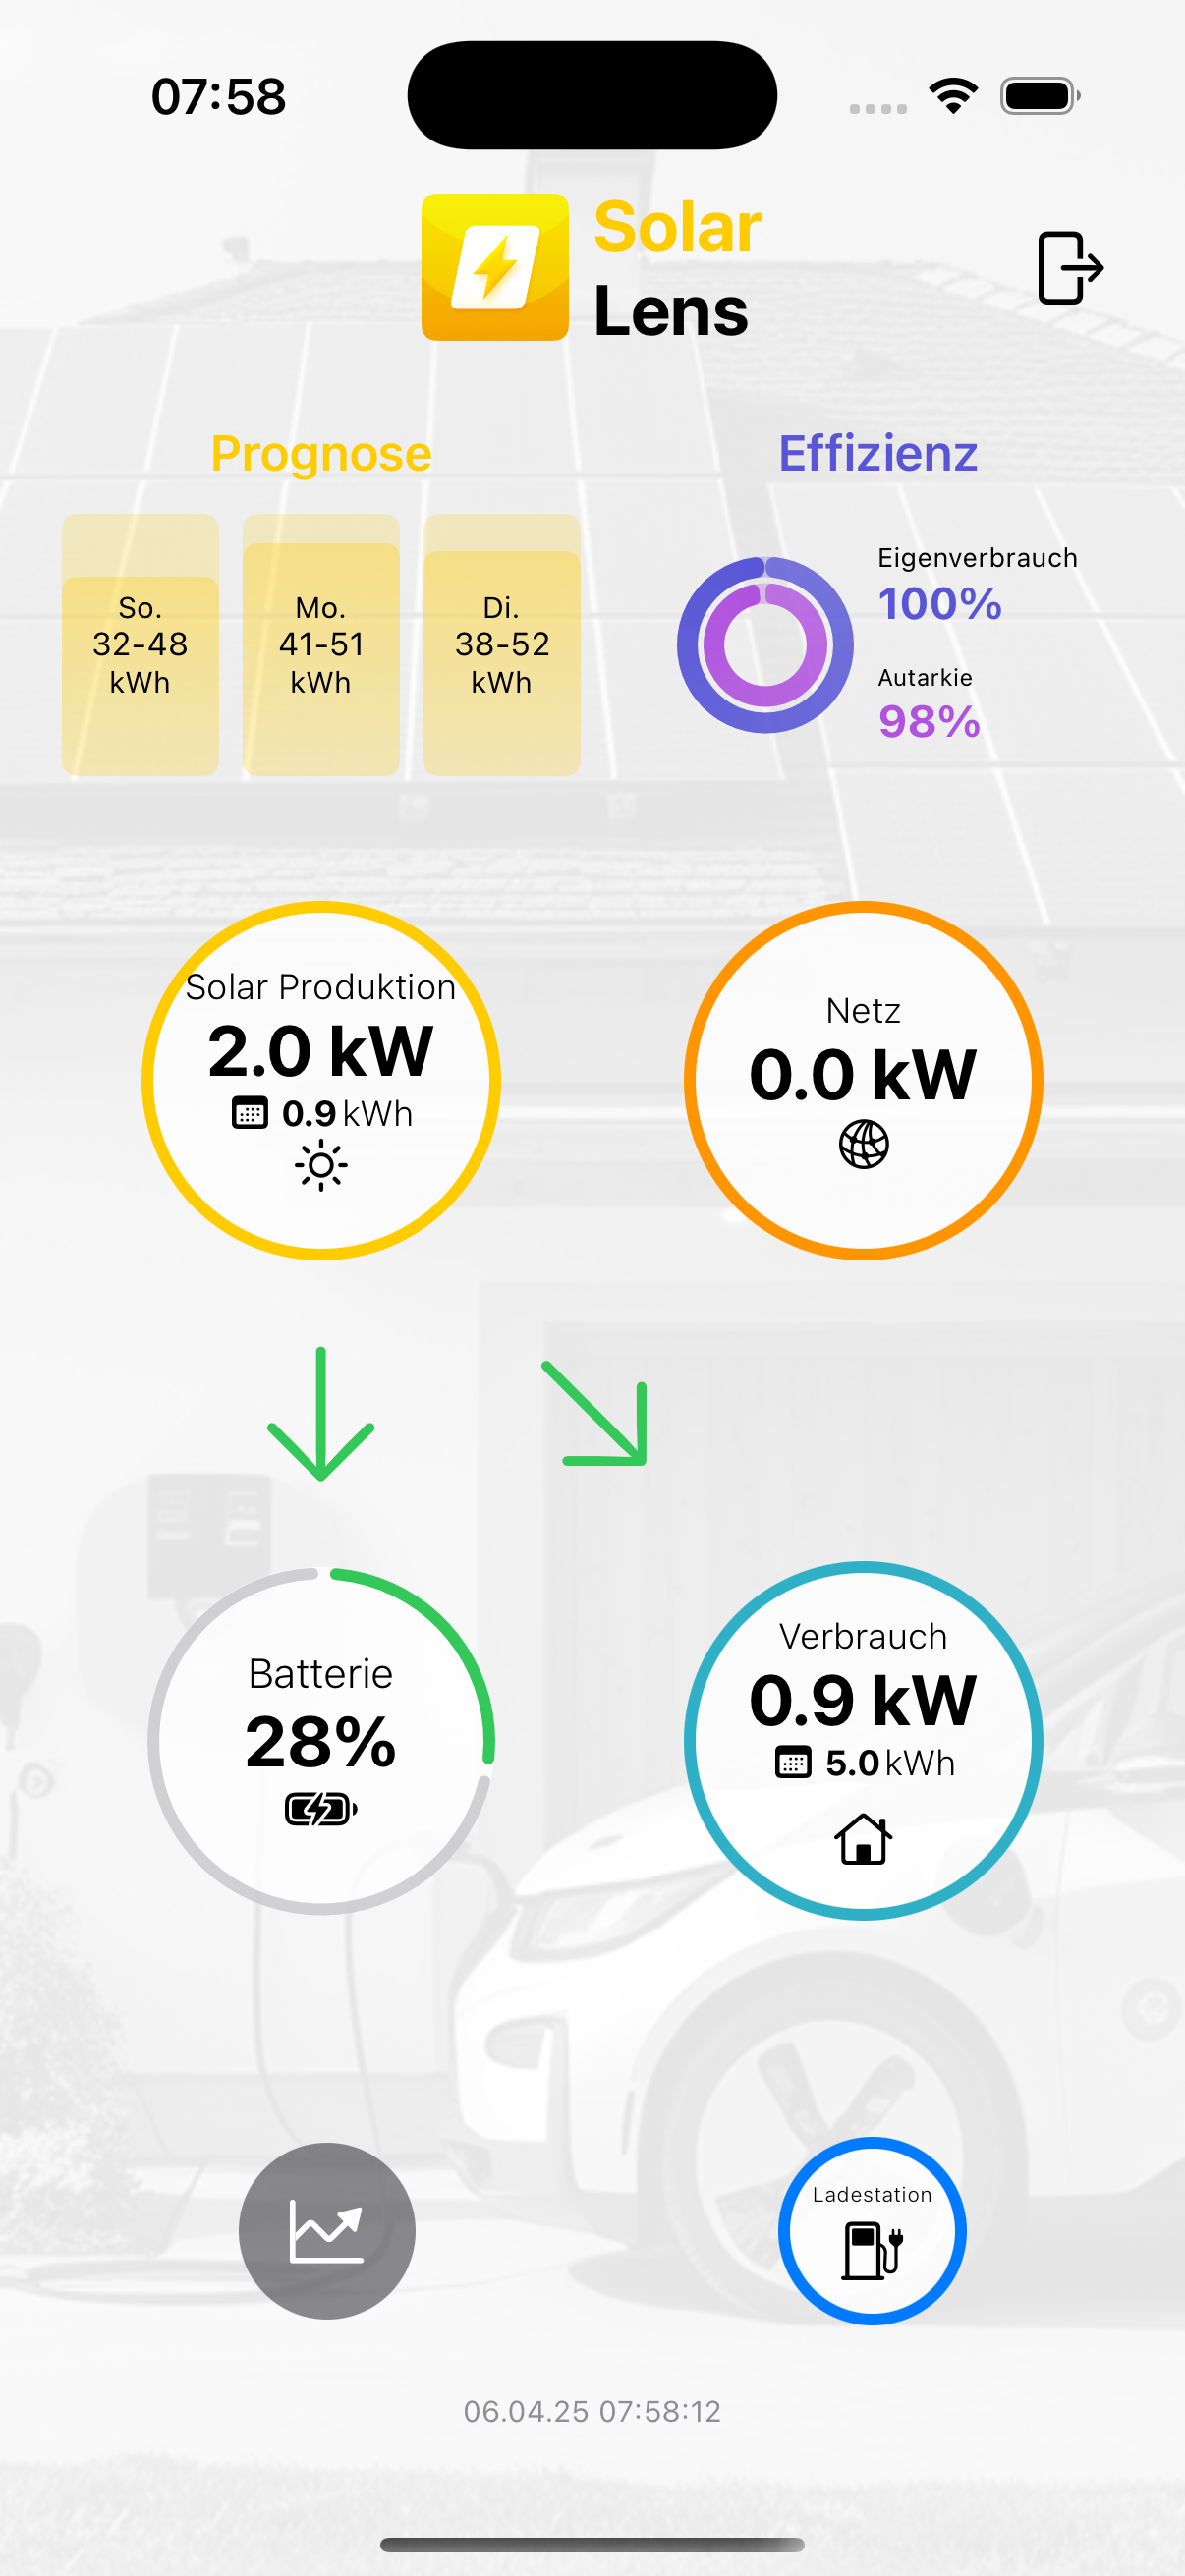 07:58
Solar
Lens
Prognose
Effizienz
So.
32-48
kWh
Mo.
41-51
kWh
Di.
38-52
kWh
Eigenverbrauch
100%
Autarkie
98%
Solar Produktion
2.0 kW
0.9 kWh
Netz
0.0 kW
Batterie
28%
Verbrauch
0.9 kW
5.0 kWh
Ladestation
06.04.25 07:58:12